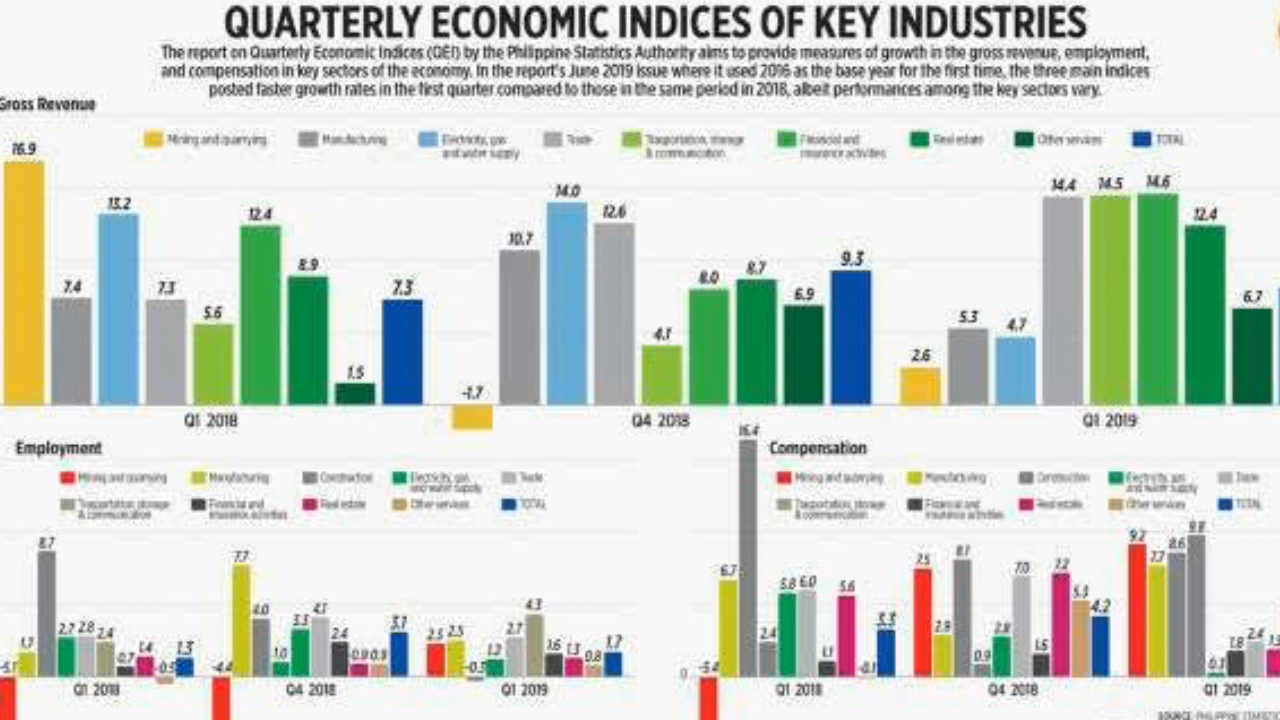 QUARTERLY ECONOMIC INDICES OF KEY INDUSTRIES
The report on Quarterly Economic Indices (QEI) by the Philippine Statistics Authority aims to provide measures of growth in the gross revenue, employment,
and compensation in key sectors of the economy. In the report's June 2019 issue where it used 2016 as the base year for the first time, the three main indices
posted faster growth rates in the first quarter compared to those in the same period in 2018, albeit performances among the key sectors vary.
Gross Revenue
Mining and quarrying Manufacturing Electricity, gas Trade Trasportation, storage Financial and Real estate Other services TOTAL
and water supply & communication insurance activities
16.9 7.4 13.2 7.3 5.6 12.4 8.9 1.5 7.3
-1.7 10.7 14.0 12.6 4.1 8.0 8.7 6.9 9.3
2.6 5.3 4.7 14.4 14.5 14.6 12.4 6.7
Q1 2018 Q4 2018 Q1 2019
Employment
Mining and quarrying Manufacturing Construction Electricity, gas Trade
and water supply
Trasportation, storage Financial and Real estate Other services TOTAL
& communication insurance activities
-5.1 1.7 8.7 2.7 2.8 2.4 0.7 1.4 -0.5 1.3
-4.4 7.7 4.0 1.0 3.3 4.1 2.4 0.9 0.9 3.1
2.3 2.5 -0.3 1.2 2.7 4.3 1.6 1.3 0.8 1.7
Q1 2018 Q4 2018 Q1 2019
Compensation
Mining and quarrying Manufacturing Construction Electricity, gas Trade
and water supply
Trasportation, storage Financial and Real estate Other services TOTAL
& communication insurance activities
0
-3.4 6.7 16.4 2.4 5.8 6.0 1.1 5.6 -0.1 3.3
7.5 2.9 8.1 0.9 2.8 7.0 1.6 7.2 5.3 4.2
9.2 7.7 8.6 9.8 0.3 1.8 2.4
Q1 2018 Q4 2018 Q1 2019
SOURCE: PHILIPPINE